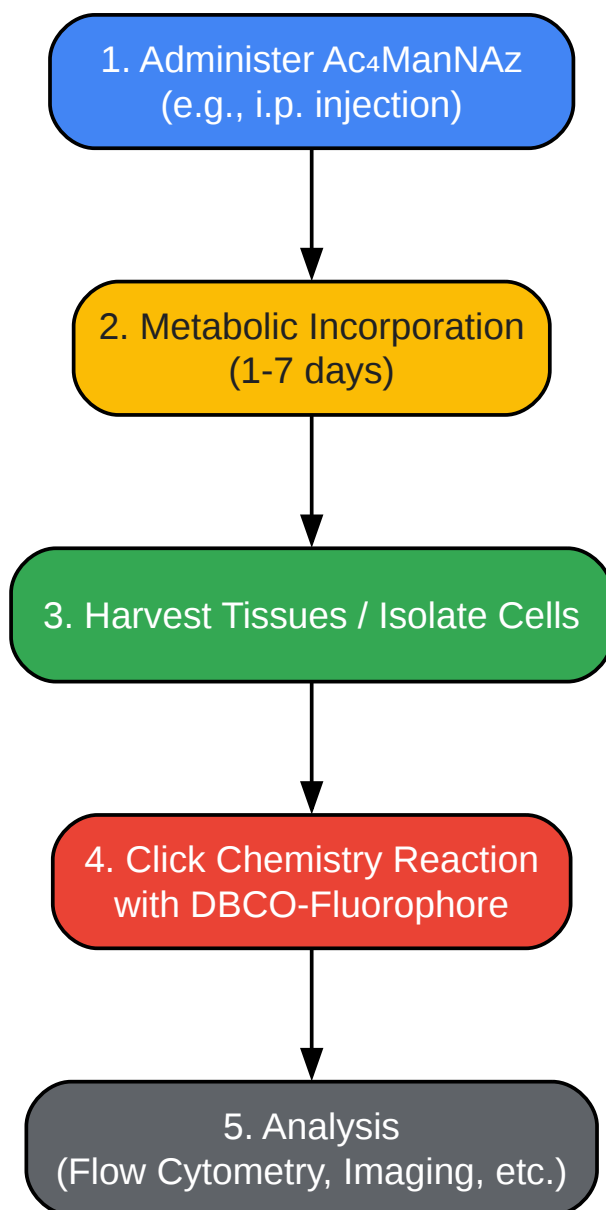 1. Administer Ac₄ManNAz
(e.g., i.p. injection)
2. Metabolic Incorporation
(1-7 days)
3. Harvest Tissues / Isolate Cells
4. Click Chemistry Reaction
with DBCO-Fluorophore
5. Analysis
(Flow Cytometry, Imaging, etc.)